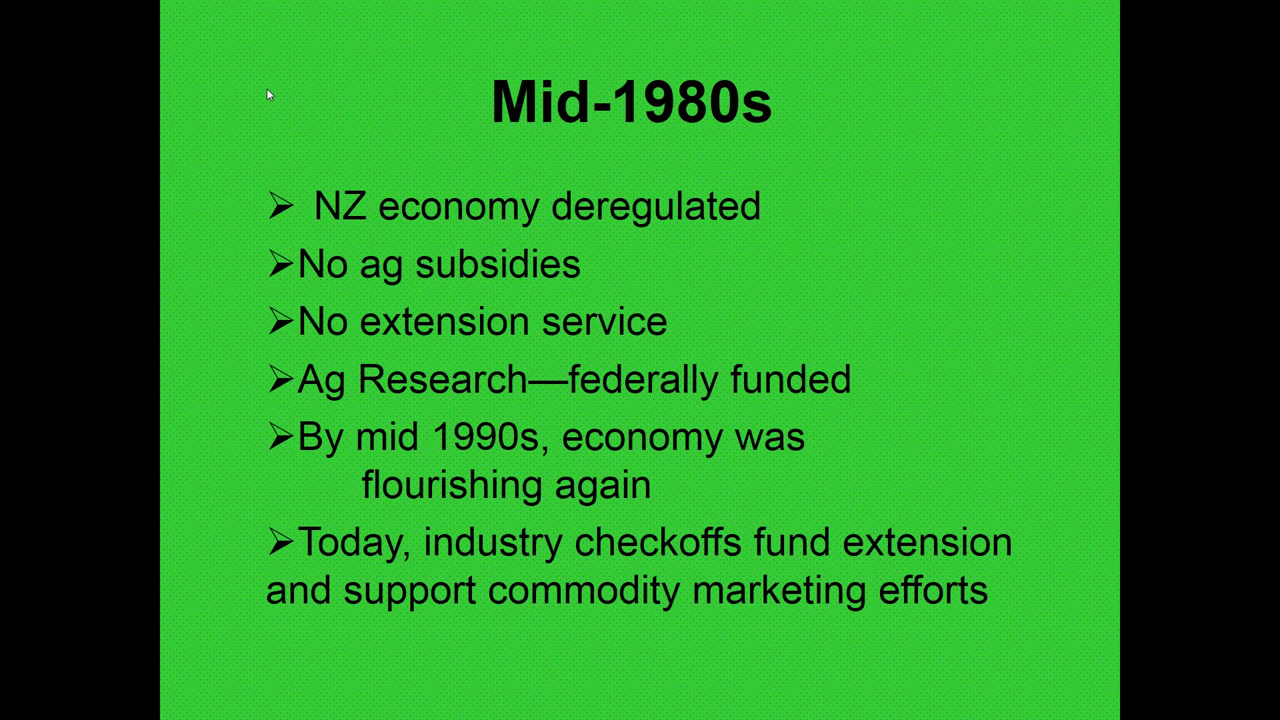 Mid-1980s
➢ NZ economy deregulated
➢No ag subsidies
➢No extension service
➢Ag Research—federally funded
➢By mid 1990s, economy was
flourishing again
➢Today, industry checkoffs fund extension
and support commodity marketing efforts